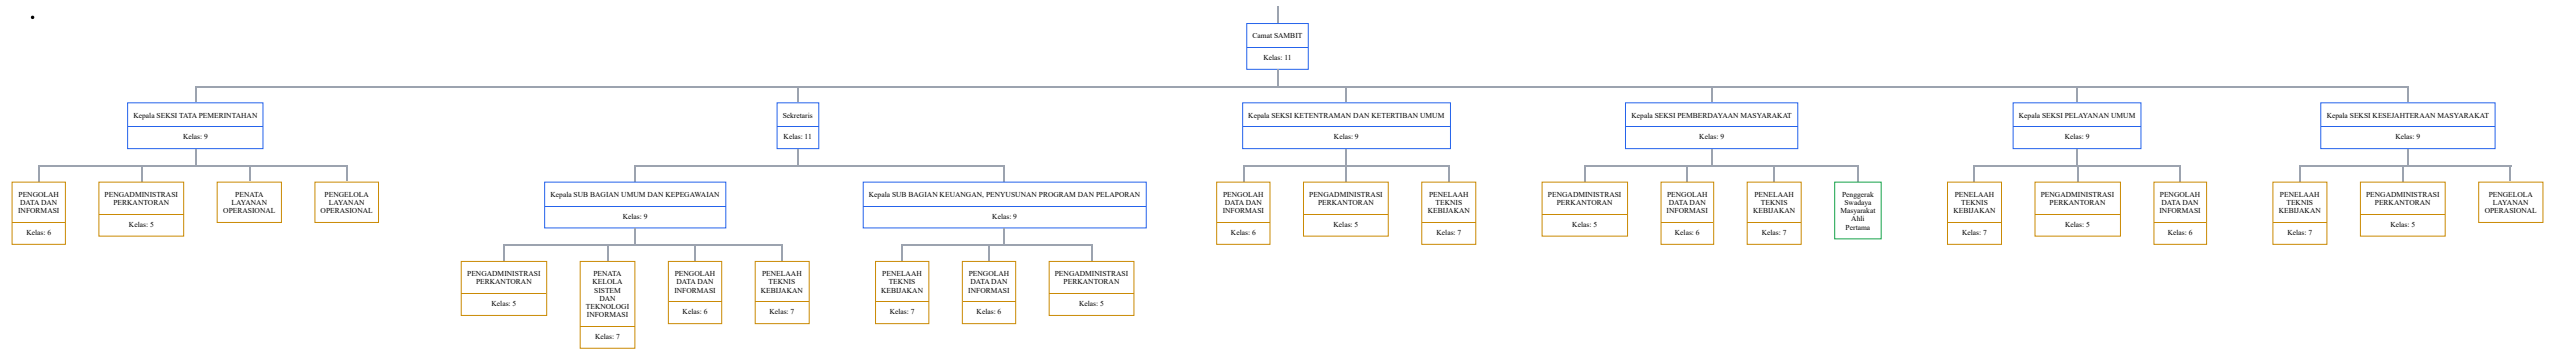 Camat SAMBIT
Kelas: 11
Kepala SEKSI TATA PEMERINTAHAN
Kelas: 9
Sekretaris
Kelas: 11
Kepala SEKSI KETENTRAMAN DAN KETERTIBAN UMUM
Kelas: 9
Kepala SEKSI PEMBERDAYAAN MASYARAKAT
Kelas: 9
Kepala SEKSI PELAYANAN UMUM
Kelas: 9
Kepala SEKSI KESEJAHTERAAN MASYARAKAT
Kelas: 9
PENGOLAH
DATA DAN
INFORMASI
Kelas: 6
PENGADMINISTRASI
PERKANTORAN
Kelas: 5
PENATA
LAYANAN
OPERASIONAL
PENGELOLA
LAYANAN
OPERASIONAL
Kepala SUB BAGIAN UMUM DAN KEPEGAWAIAN
Kelas: 9
Kepala SUB BAGIAN KEUANGAN, PENYUSUNAN PROGRAM DAN PELAPORAN
Kelas: 9
PENGOLAH
DATA DAN
INFORMASI
Kelas: 6
PENGADMINISTRASI
PERKANTORAN
Kelas: 5
PENELAAH
TEKNIS
KEBIJAKAN
Kelas: 7
PENGADMINISTRASI
PERKANTORAN
Kelas: 5
PENGOLAH
DATA DAN
INFORMASI
Kelas: 6
PENELAAH
TEKNIS
KEBIJAKAN
Kelas: 7
Penggerak
Swadaya
Masyarakat
Ahli
Pertama
PENELAAH
TEKNIS
KEBIJAKAN
Kelas: 7
PENGADMINISTRASI
PERKANTORAN
Kelas: 5
PENGOLAH
DATA DAN
INFORMASI
Kelas: 6
PENELAAH
TEKNIS
KEBIJAKAN
Kelas: 7
PENGADMINISTRASI
PERKANTORAN
Kelas: 5
PENGELOLA
LAYANAN
OPERASIONAL
PENGADMINISTRASI
PERKANTORAN
Kelas: 5
PENATA
KELOLA
SISTEM
DAN
TEKNOLOGI
INFORMASI
Kelas: 7
PENGOLAH
DATA DAN
INFORMASI
Kelas: 6
PENELAAH
TEKNIS
KEBIJAKAN
Kelas: 7
PENELAAH
TEKNIS
KEBIJAKAN
Kelas: 7
PENGOLAH
DATA DAN
INFORMASI
Kelas: 6
PENGADMINISTRASI
PERKANTORAN
Kelas: 5